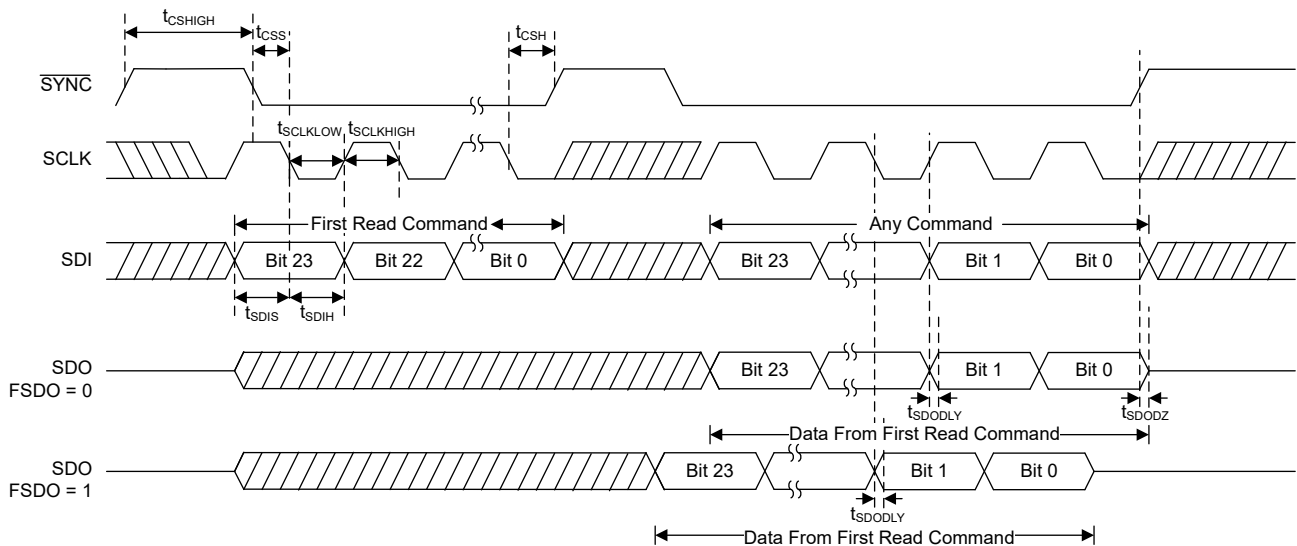 tCSHIGH
tCSS
tCSH
SYNC
tSCLKLOW tSCLKHIGH
SCLK
First Read Command
Any Command
SDI
Bit 23 Bit 22 Bit 0 Bit 23 Bit 1 Bit 0
tSDIS tSDIH
SDO
FSDO = 0
Bit 23 Bit 1 Bit 0
tSDODLY tSDODZ
Data From First Read Command
SDO
FSDO = 1
Bit 23 Bit 1 Bit 0
tSDODLY
Data From First Read Command